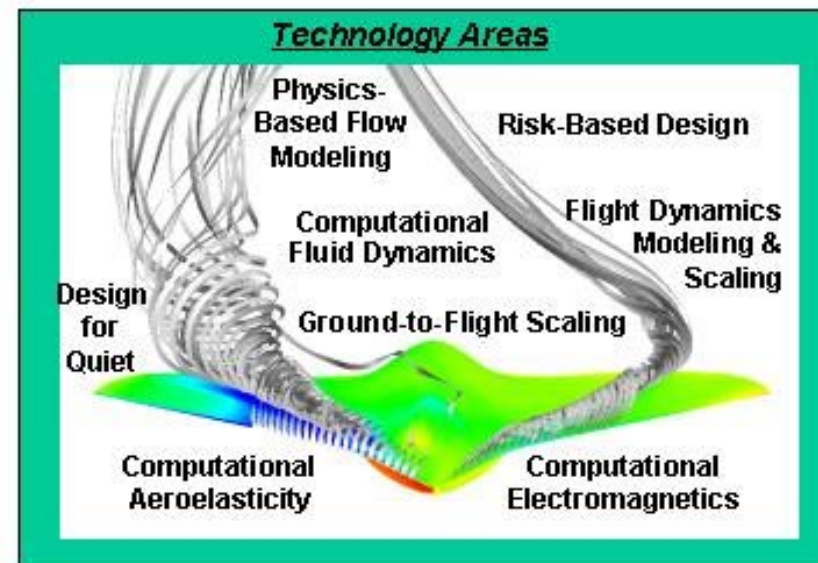 Technology Areas
Physics-
Based Flow
Modeling
Risk-Based Design
Computational
Fluid Dynamics
Flight Dynamics
Modeling &
Scaling
Design
for
Quiet
Ground-to-Flight Scaling
Computational
Aeroelasticity
Computational
Electromagnetics